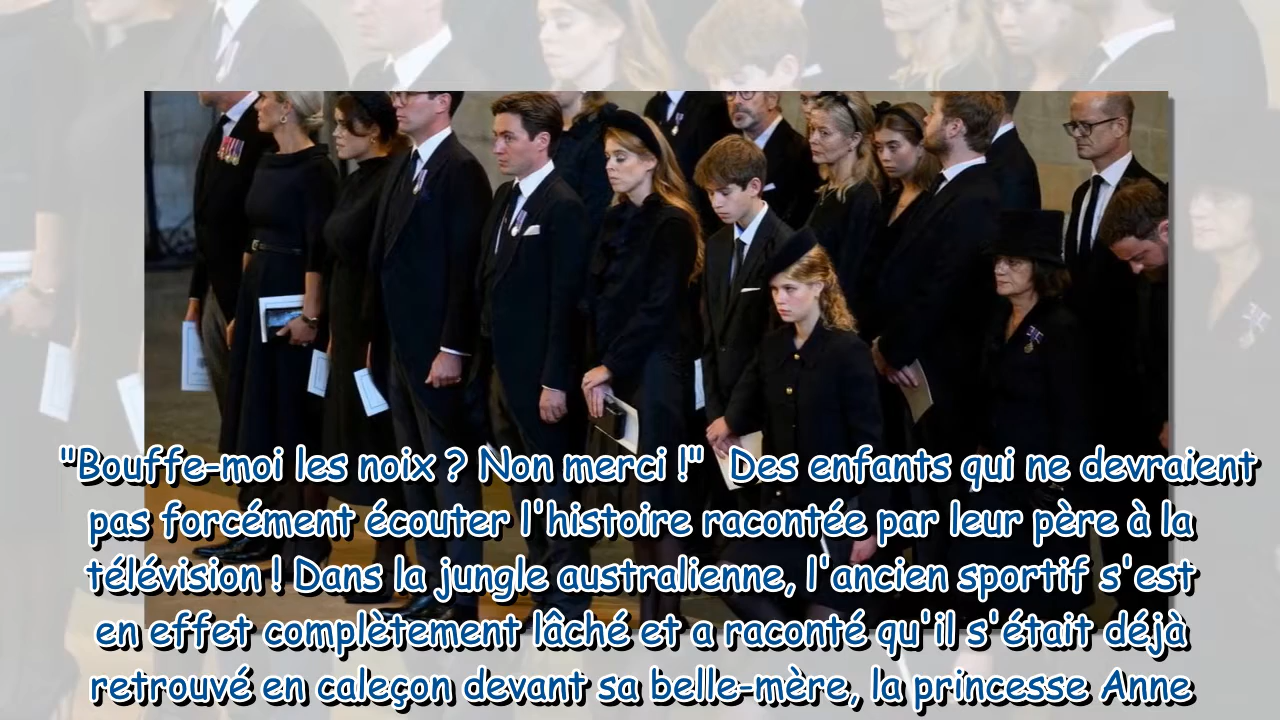 "Bouffe-moi les noix ? Non merci !"  Des enfants qui ne devraient
pas forcément écouter l'histoire racontée par leur père à la
télévision ! Dans la jungle australienne, l'ancien sportif s'est
en effet complètement lâché et a raconté qu'il s'était déjà
retrouvé en caleçon devant sa belle-mère, la princesse Anne